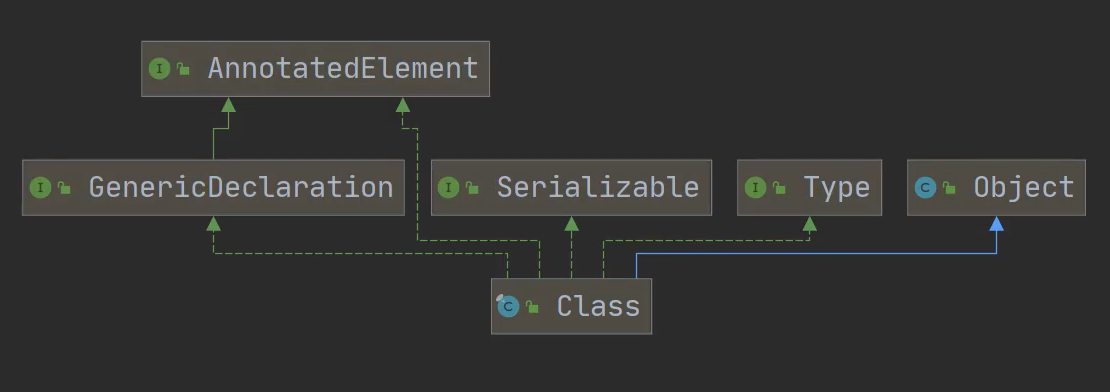 I AnnotatedElement
I GenericDeclaration
I Serializable
I Type
C Object
C Class